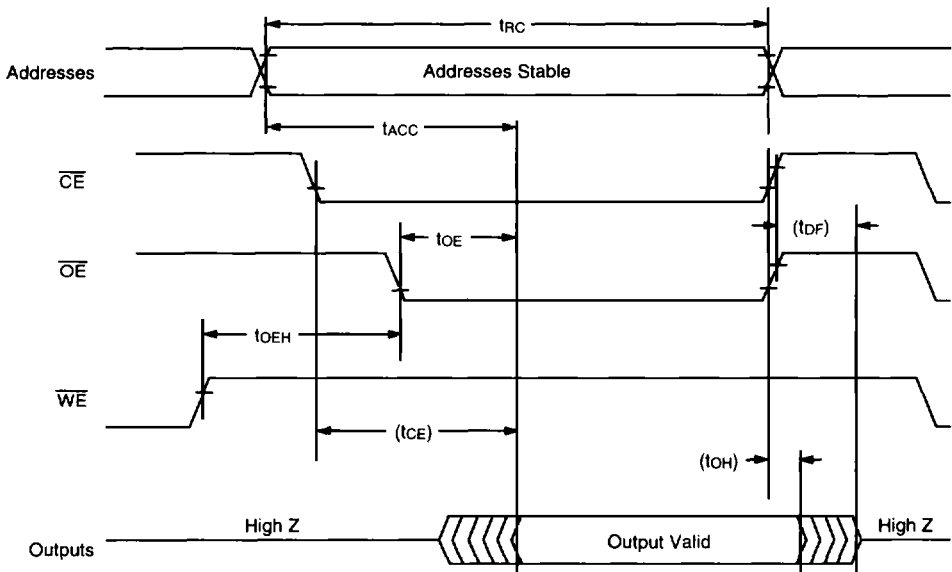 tRC
Addresses
Addresses Stable
tACC
CE
tOE
(tDF)
OE
tOEH
WE
(tCE)
(tOH)
High Z
High Z
Outputs
Output Valid